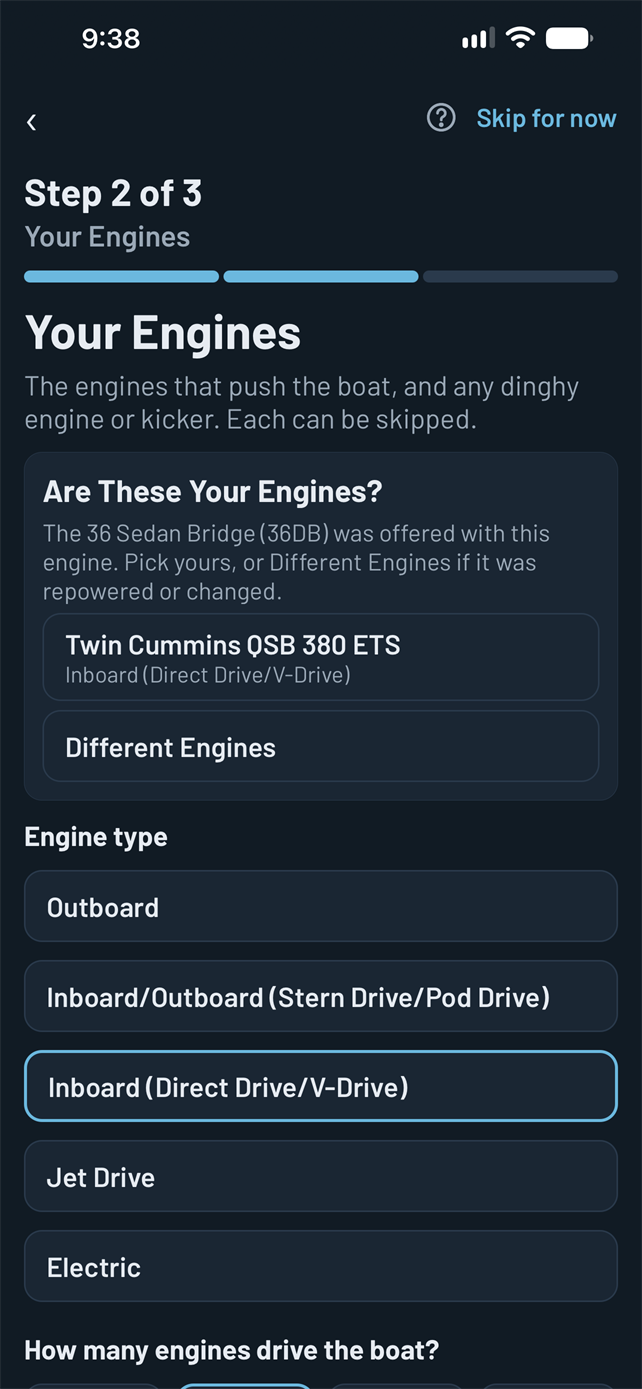 9:38
Skip for now
Step 2 of 3
Your Engines
Your Engines
The engines that push the boat, and any dinghy
engine or kicker. Each can be skipped.
Are These Your Engines?
The 36 Sedan Bridge (36DB) was offered with this
engine. Pick yours, or Different Engines if it was
repowered or changed.
Twin Cummins QSB 380 ETS
Inboard (Direct Drive/V-Drive)
Different Engines
Engine type
Outboard
Inboard/Outboard (Stern Drive/Pod Drive)
Inboard (Direct Drive/V-Drive)
Jet Drive
Electric
How many engines drive the boat?